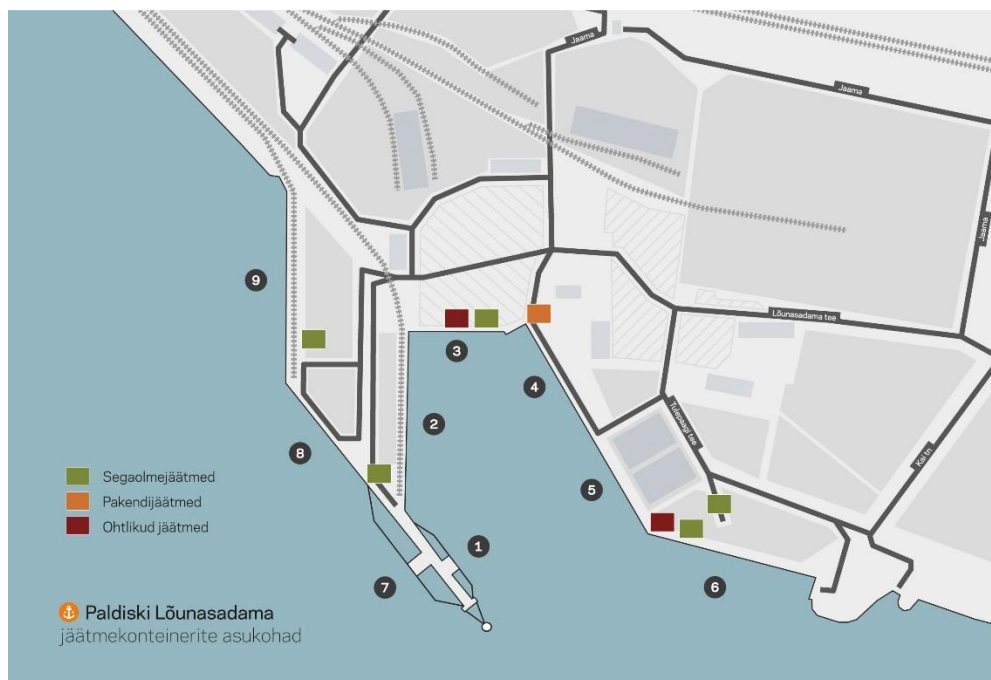 Jaama
Jaama
Jaama
9
3
4
Lõunasadama tee
2
Tulepaagi tee
8
Kai tn
Segaolmejäätmed
Pakendijäätmed
Ohtlikud jäätmed
5
1
7
6
Paldiski Lõunasadama
jäätmekonteinerite asukohad